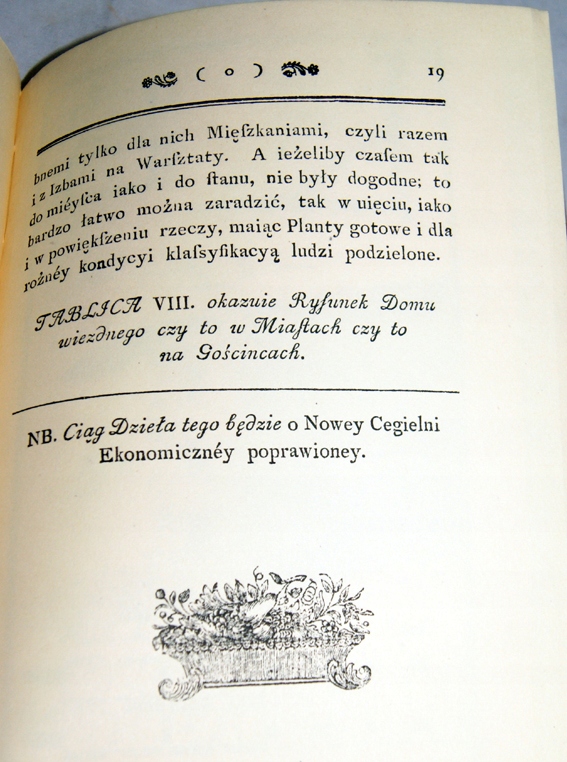 ( o ) 19
bnemi tylko dla nich Mięſzkaniami, czyli razem
i z Izbami na Warſztaty. A ieżeliby czaſem tak
do miéyſca iako i do ſtanu, nie były dogodne; to
bardzo łatwo można zaradzić, tak w uięciu, iako
i w powiękſzeniu rzeczy, maiąc Planty gotowe i dla
rożnéy kondycyi klaſsyfikacyą ludzi podzielone.
TABLICA VIII. okazuie Ryſunek Domu
wiezdnego czy to w Miaſtach czy to
na Gościncach.
NB. Ciąg Dzieła tego będzie o Nowey Cegielni
Ekonomicznéy poprawioney.